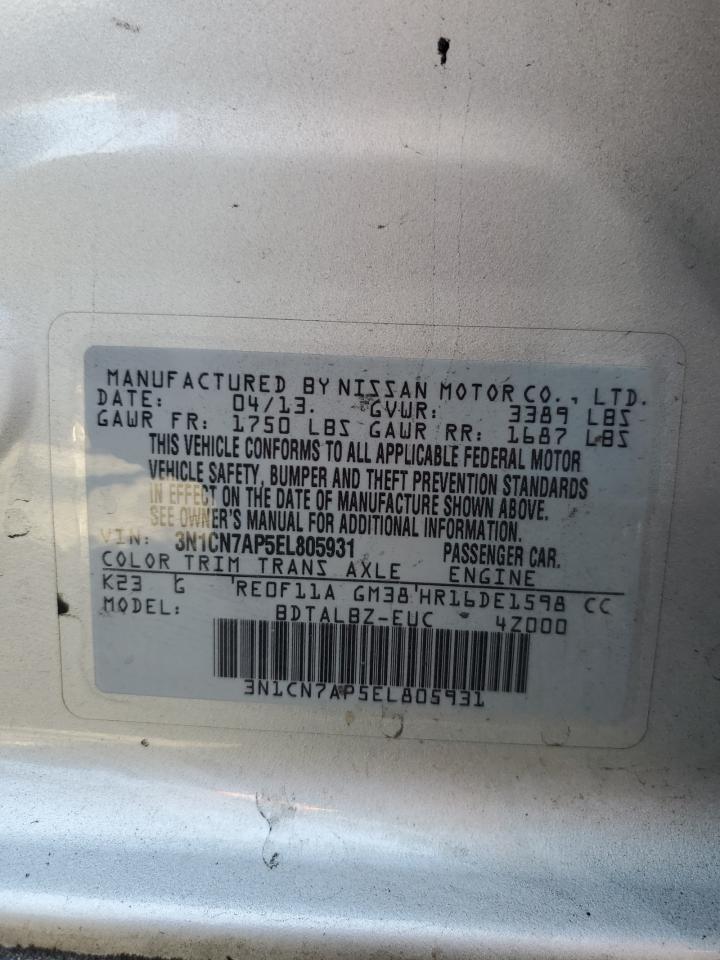 MANUFACTURED BY NISSAN MOTOR CO., LTD.
DATE: 04/13. GVWR: 3389 LBS
GAWR FR: 1750 LBS GAWR RR: 1687 LBS
THIS VEHICLE CONFORMS TO ALL APPLICABLE FEDERAL MOTOR
VEHICLE SAFETY, BUMPER AND THEFT PREVENTION STANDARDS
IN EFFECT ON THE DATE OF MANUFACTURE SHOWN ABOVE.
SEE OWNER'S MANUAL FOR ADDITIONAL INFORMATION.
VIN: 3N1CN7AP5EL805931 PASSENGER CAR.
COLOR TRIM TRANS AXLE ENGINE
K23 G RE0F11A GM38 HR16DE1598 CC
MODEL: BDTALBZ-EUC 4Z000
3N1CN7AP5EL805931